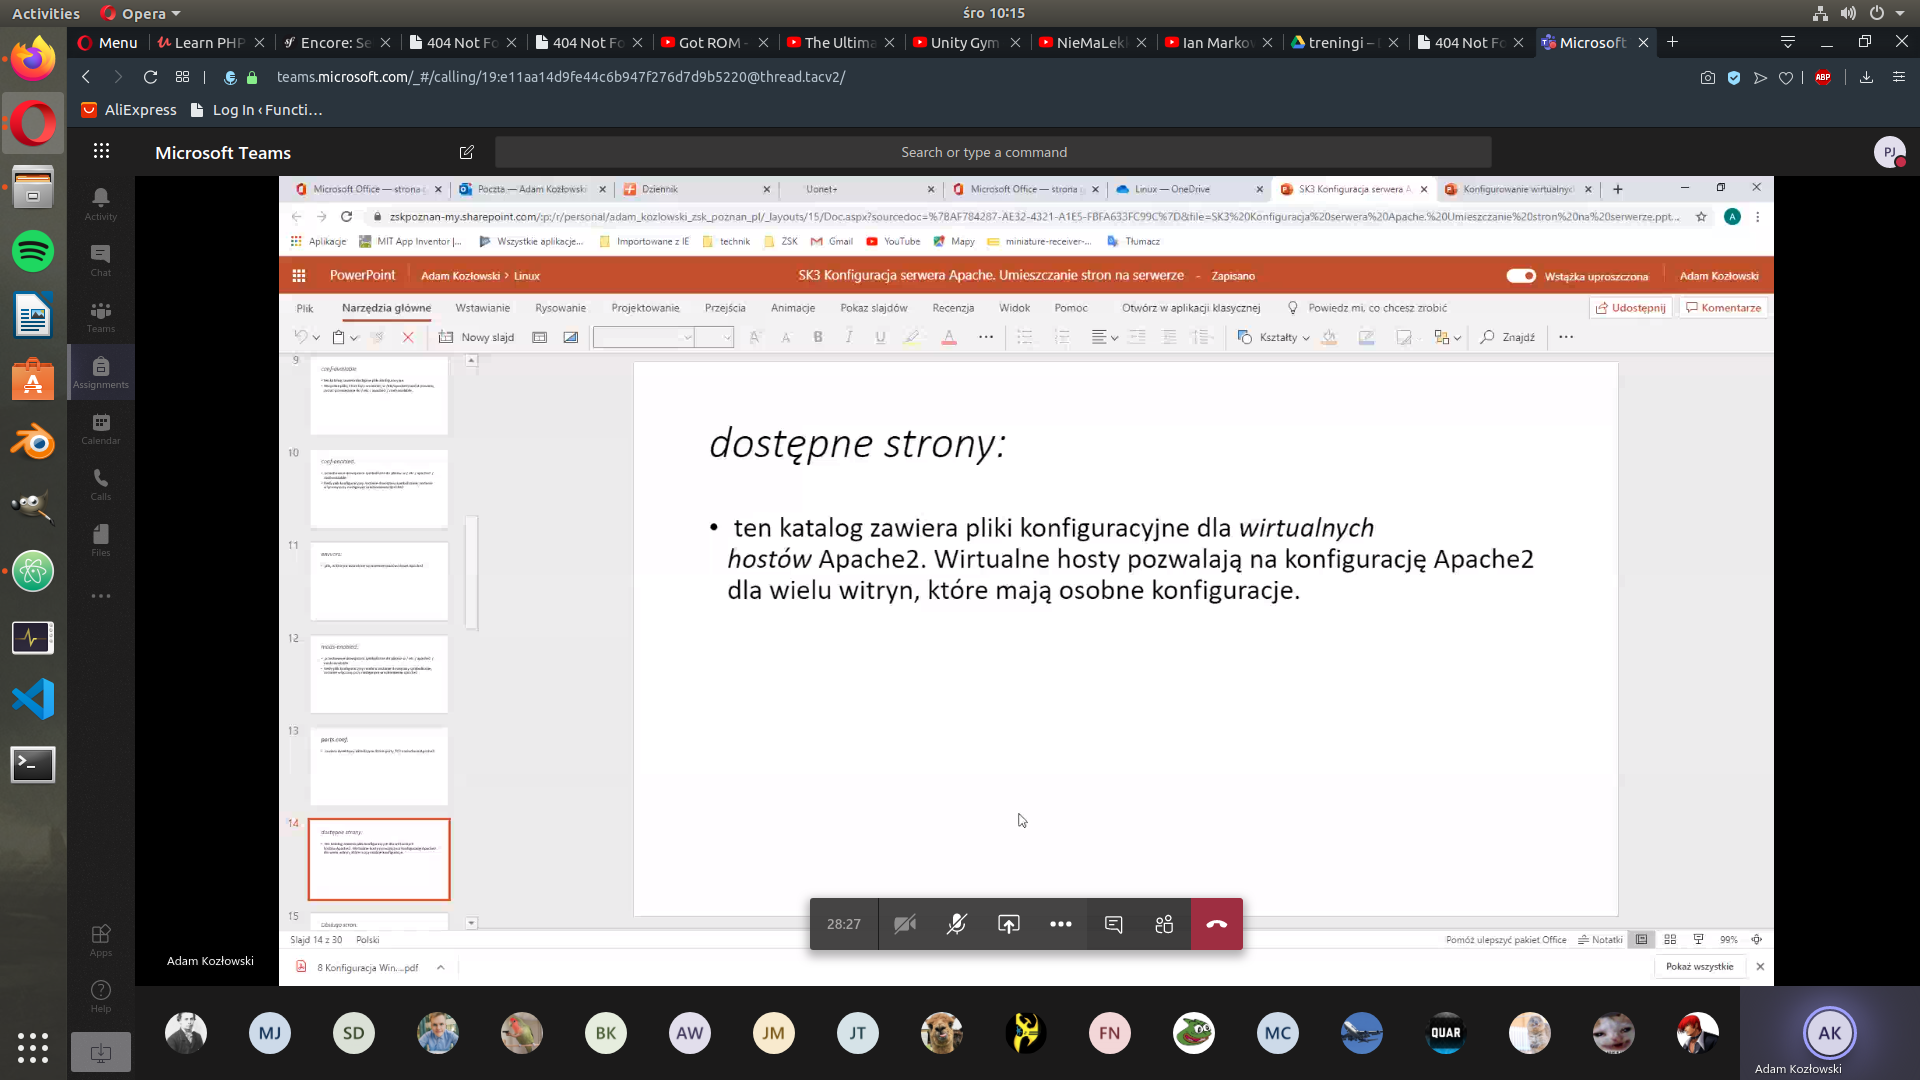 Activities
Opera
śro 10:15
Menu
Learn PHP
Encore: Se
404 Not Fo
404 Not Fo
Got ROM -
The Ultima
Unity Gym
NieMaLek
Ian Markov
treningi –
404 Not Fo
Microsoft
teams.microsoft.com/_#/calling/19:e11aa14d9fe44c6b947f276d7d9b5220@thread.tacv2/
ABP
AliExpress
Log In ‹ Functi…
Microsoft Teams
Search or type a command
PJ
Activity
Chat
Teams
Assignments
Calendar
Calls
Files
Apps
Help
Microsoft Office — strona
Poczta — Adam Kozłowski
Dziennik
Uonet+
Microsoft Office — strona
Linux — OneDrive
SK3 Konfiguracja serwera A
Konfigurowanie wirtualnyc
zskpoznan-my.sharepoint.com/:p:/r/personal/adam_kozlowski_zsk_poznan_pl/_layouts/15/Doc.aspx?sourcedoc=%7BAF784287-AE32-4321-A1E5-FBFA633FC99C%7D&file=SK3%20Konfiguracja%20serwera%20Apache.%20Umieszczanie%20stron%20na%20serwerze.ppt...
A
Aplikacje
MIT App Inventor |...
Wszystkie aplikacje...
Importowane z IE
technik
ZSK
Gmail
YouTube
Mapy
miniature-receiver-...
Tłumacz
PowerPoint
Adam Kozłowski > Linux
SK3 Konfiguracja serwera Apache. Umieszczanie stron na serwerze - Zapisano
Wstążka uproszczona
Adam Kozłowski
Plik
Narzędzia główne
Wstawianie
Rysowanie
Projektowanie
Przejścia
Animacje
Pokaz slajdów
Recenzja
Widok
Pomoc
Otwórz w aplikacji klasycznej
Powiedz mi, co chcesz zrobić
Udostępnij
Komentarze
Nowy slajd
Kształty
Znajdź
9
10
11
12
13
ports.conf:
14
dostępne strony:
15
dostępne strony:
• ten katalog zawiera pliki konfiguracyjne dla wirtualnych
hostów Apache2. Wirtualne hosty pozwalają na konfigurację Apache2
dla wielu witryn, które mają osobne konfiguracje.
28:27
Slajd 14 z 30
Polski
Pomóż ulepszyć pakiet Office
Notatki
99%
8 Konfiguracja Win....pdf
Pokaż wszystkie
Adam Kozłowski
MJ
SD
BK
AW
JM
JT
FN
MC
QUAR
AK
Adam Kozłowski